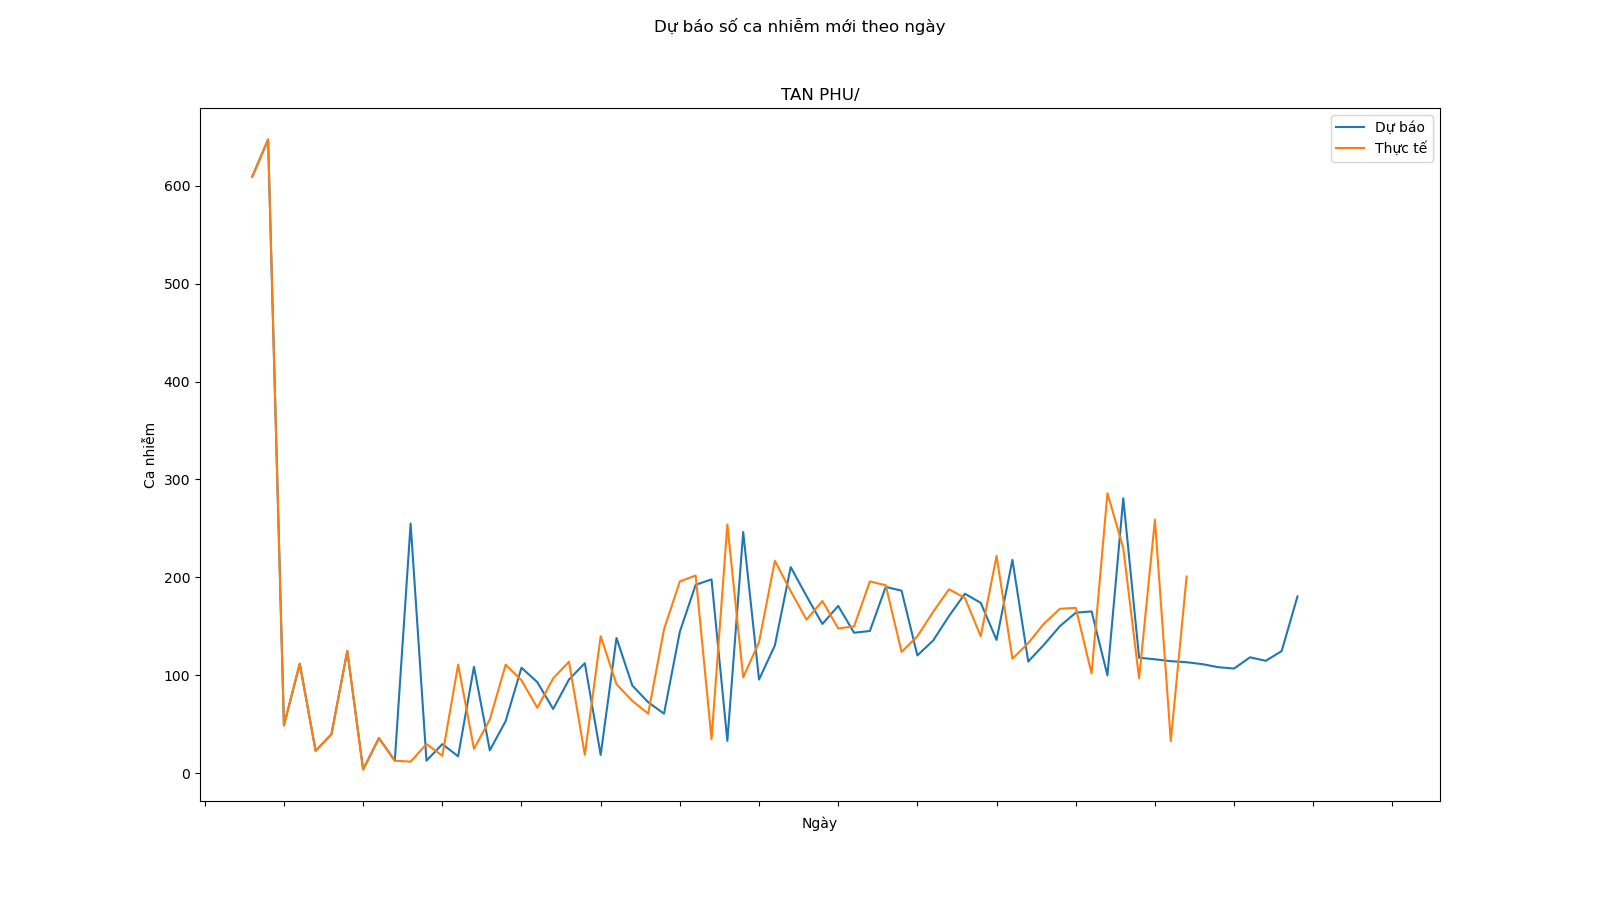 Dự báo số ca nhiễm mới theo ngày
TAN PHU/
Dự báo
Thực tế
600
500
400
300
200
100
0
Ca nhiễm
Ngày